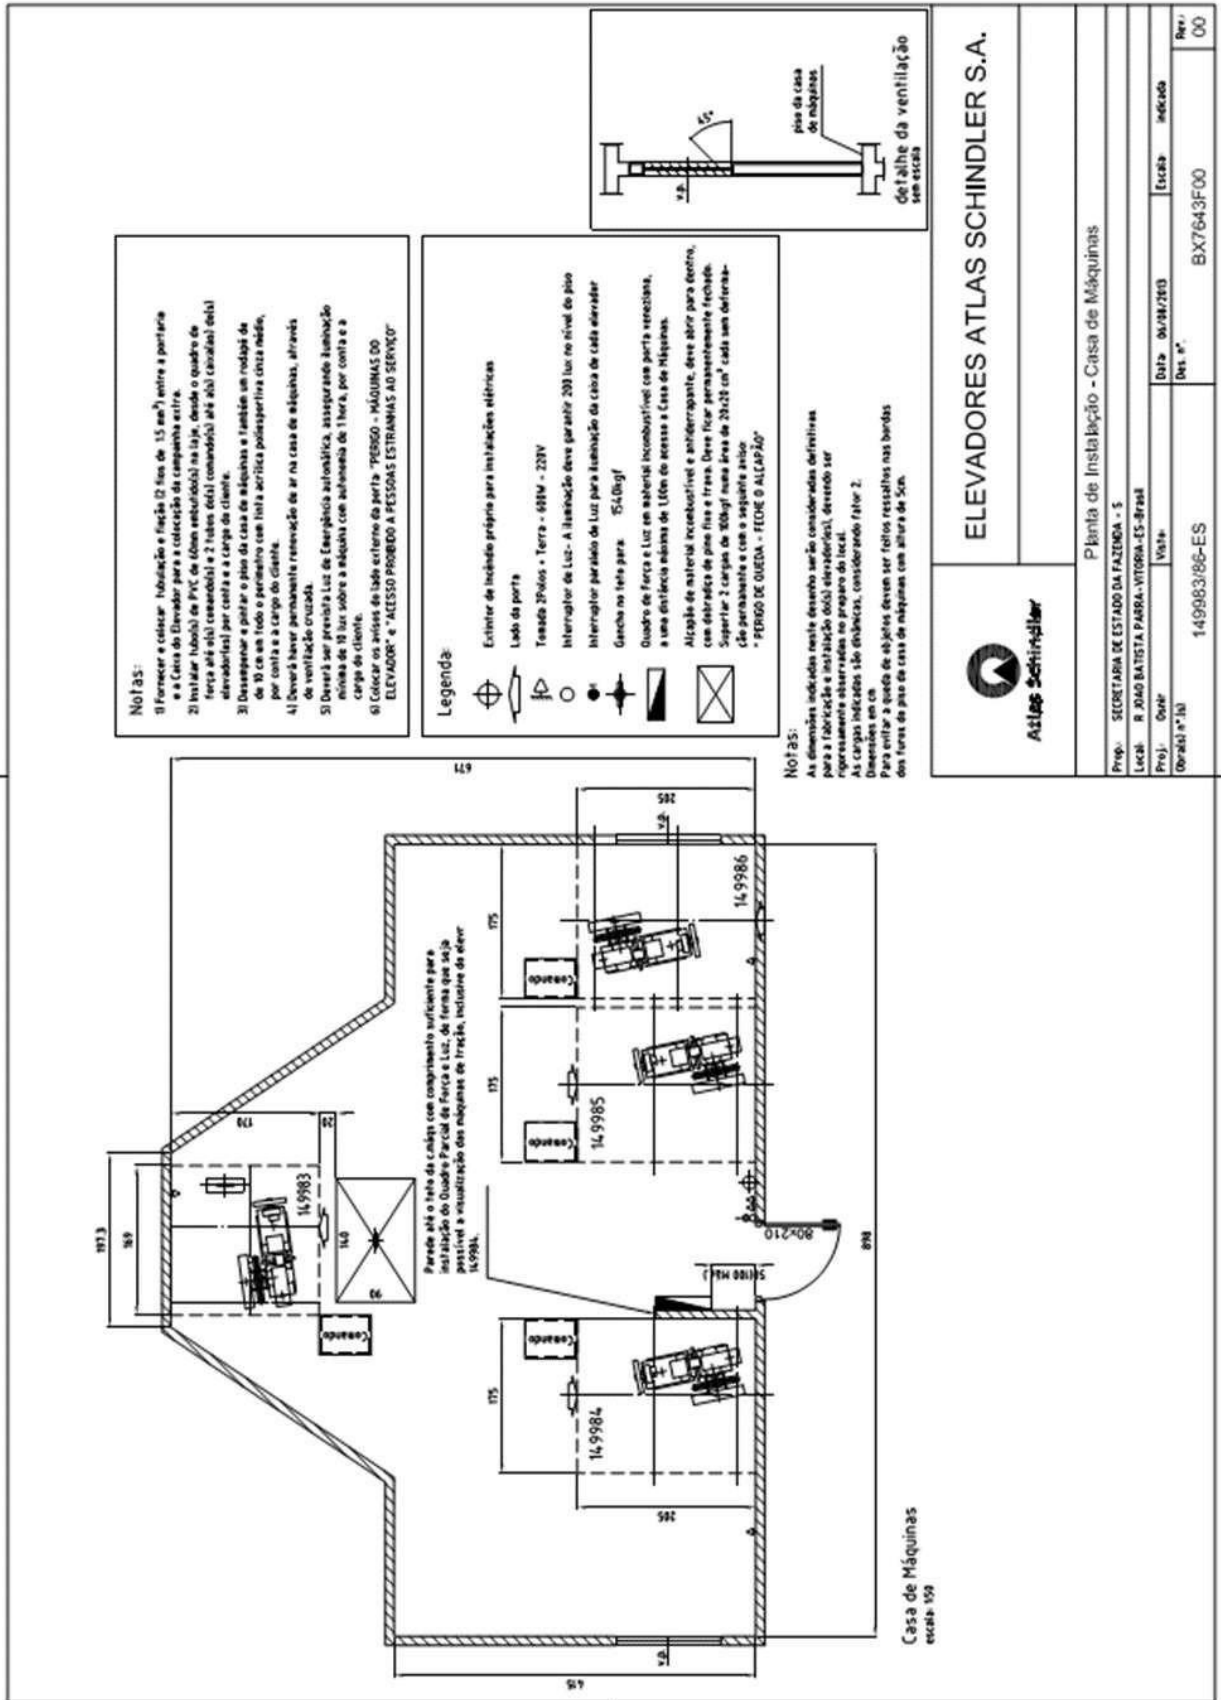 Notas:
1) Fornecer e colocar tubulação e fiação (2 fios de 1.5 mm²) entre a portaria
e a Caixa do Elevador para a colocação da campainha extra.
2) Instalar tubo(s) de PVC de 60mm embutido(s) na laje, desde o quadro de
força até o(s) comando(s) e 2 tubos do(s) comando(s) até a(s) caixa(as) do(s)
elevador(es) por conta e a cargo do cliente.
3) Desempenar e pintar o piso da casa de máquinas e também um rodapé de
de 10 cm em todo o perímetro com tinta acrílica poliesportiva cinza médio,
por conta e a cargo do cliente.
4) Deverá haver permanente renovação de ar na casa de máquinas, através
de ventilação cruzada.
5) Deverá ser prevista Luz de Emergência automática, assegurando iluminação
mínima de 10 lux sobre a máquina com autonomia de 1 hora, por conta e a
cargo do cliente.
6) Colocar os avisos do lado externo da porta: "PERIGO - MÁQUINAS DO
ELEVADOR" e "ACESSO PROIBIDO A PESSOAS ESTRANHAS AO SERVIÇO"
Legenda:
Extintor de incêndio próprio para instalações elétricas
Lado da porta
Tomada 2Polos + Terra - 600W - 220V
Interruptor de Luz- A iluminação deve garantir 200 lux no nível do piso
Interruptor paralelo de Luz para iluminação da caixa de cada elevador
Gancho no teto para: 1540kgf
Quadro de Força e Luz em material incombustível com porta veneziana,
a uma distância máxima de 1,00m do acesso a Casa de Máquinas.
Alçapão de material incombustível e antiderrapante, deve abrir para dentro,
com dobradiça de pino fixo e trava. Deve ficar permanentemente fechado.
Suportar 2 cargas de 100kgf numa área de 20x20 cm² cada sem deforma-
ção permanente e com o seguinte aviso:
" PERIGO DE QUEDA - FECHE O ALÇAPÃO"
v.p.
45°
piso da casa
de máquinas
detalhe da ventilação
sem escala
Notas:
As dimensões indicadas neste desenho serão consideradas definitivas
para a fabricação e instalação do(s) elevador(es), devendo ser
rigorosamente observadas no preparo do local.
As cargas indicadas são dinâmicas, considerando fator 2.
Dimensões em cm
Para evitar a queda de objetos devem ser feitos ressaltos nas bordas
dos furos do piso da casa de máquinas com altura de 5cm.
197.3
169
170
20
149983
140
90
Comando
671
Parede até o teto da c.máqs com comprimento suficiente para
instalação do Quadro Parcial de Força e Luz, de forma que seja
possível a visualização das máquinas de tração, inclusive do elevr
149984.
175
175
175
Comando
Comando
Comando
149984
149985
149986
205
205
v.p.
v.p.
50(100 Máx.)
80x210
415
898
Casa de Máquinas
escala: 1:50
Atlas Schindler
ELEVADORES ATLAS SCHINDLER S.A.
Planta de Instalação - Casa de Máquinas
Prop.: SECRETARIA DE ESTADO DA FAZENDA - S
Local: R JOAO BATISTA PARRA-VITORIA-ES-Brasil
Proj.: Osnir
Visto:
Data: 06/08/2013
Escala: indicada
Rev.: 00
Obra(s) n°.(s) 149983/86-ES
Des. n°. BX7643F00